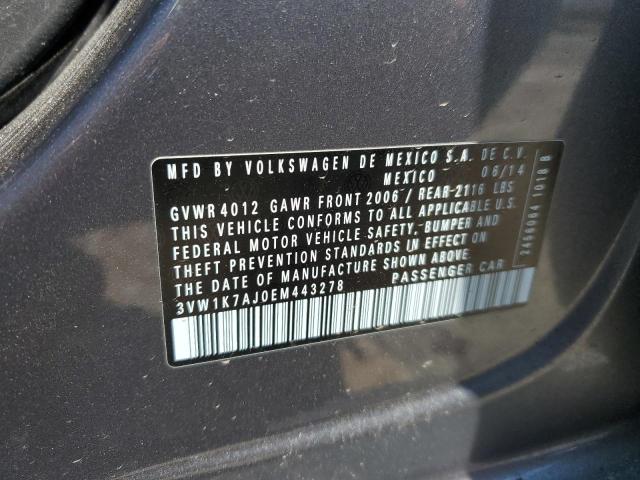 MFD BY VOLKSWAGEN DE MEXICO S.A. DE C.V.
MEXICO 06/14
GVWR 4012 GAWR FRONT 2006 / REAR 2116 LBS
THIS VEHICLE CONFORMS TO ALL APPLICABLE U.S.
FEDERAL MOTOR VEHICLE SAFETY, BUMPER AND
THEFT PREVENTION STANDARDS IN EFFECT ON
THE DATE OF MANUFACTURE SHOWN ABOVE.
3VW1K7AJ0EM443278 PASSENGER CAR
1018 B